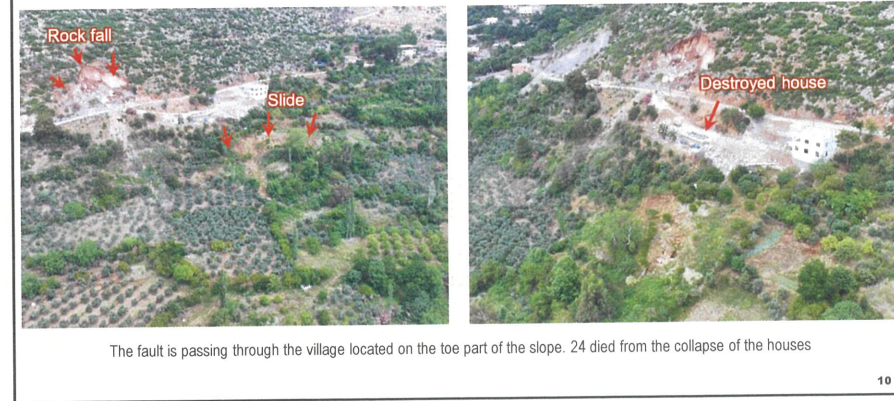 Rock fall
Slide
Destroyed house
The fault is passing through the village located on the toe part of the slope. 24 died from the collapse of the houses
10